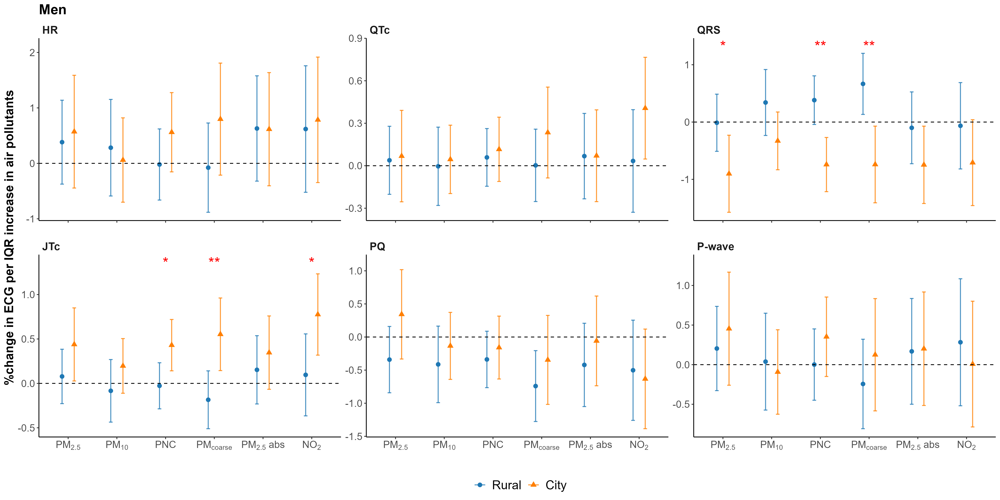 Men
%change in ECG per IQR increase in air pollutants
HR
2
1
0
-1
QTc
0.9
0.6
0.3
0.0
-0.3
QRS
* ** **
1
0
-1
JTc
* ** *
1.0
0.5
0.0
-0.5
PM2.5 PM10 PNC PMcoarse PM2.5 abs NO2
PQ
1.0
0.5
0.0
-0.5
-1.0
-1.5
PM2.5 PM10 PNC PMcoarse PM2.5 abs NO2
P-wave
1.0
0.5
0.0
-0.5
PM2.5 PM10 PNC PMcoarse PM2.5 abs NO2
Rural City